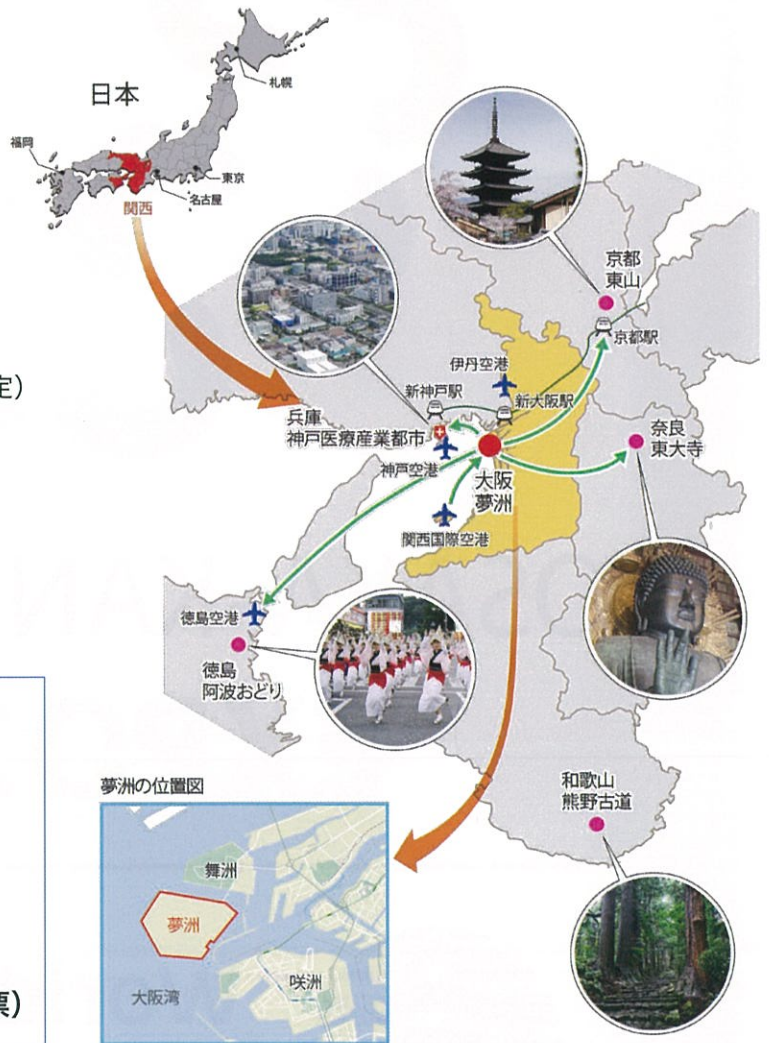 日本
札幌
福岡
東京
名古屋
関西
京都
東山
京都駅
伊丹空港
新神戸駅
新大阪駅
定)
兵庫
神戸医療産業都市
奈良
東大寺
神戸空港
大阪
夢洲
関西国際空港
徳島空港
徳島
阿波おどり
夢洲の位置図
和歌山
熊野古道
舞洲
夢洲
咲洲
大阪湾
票)